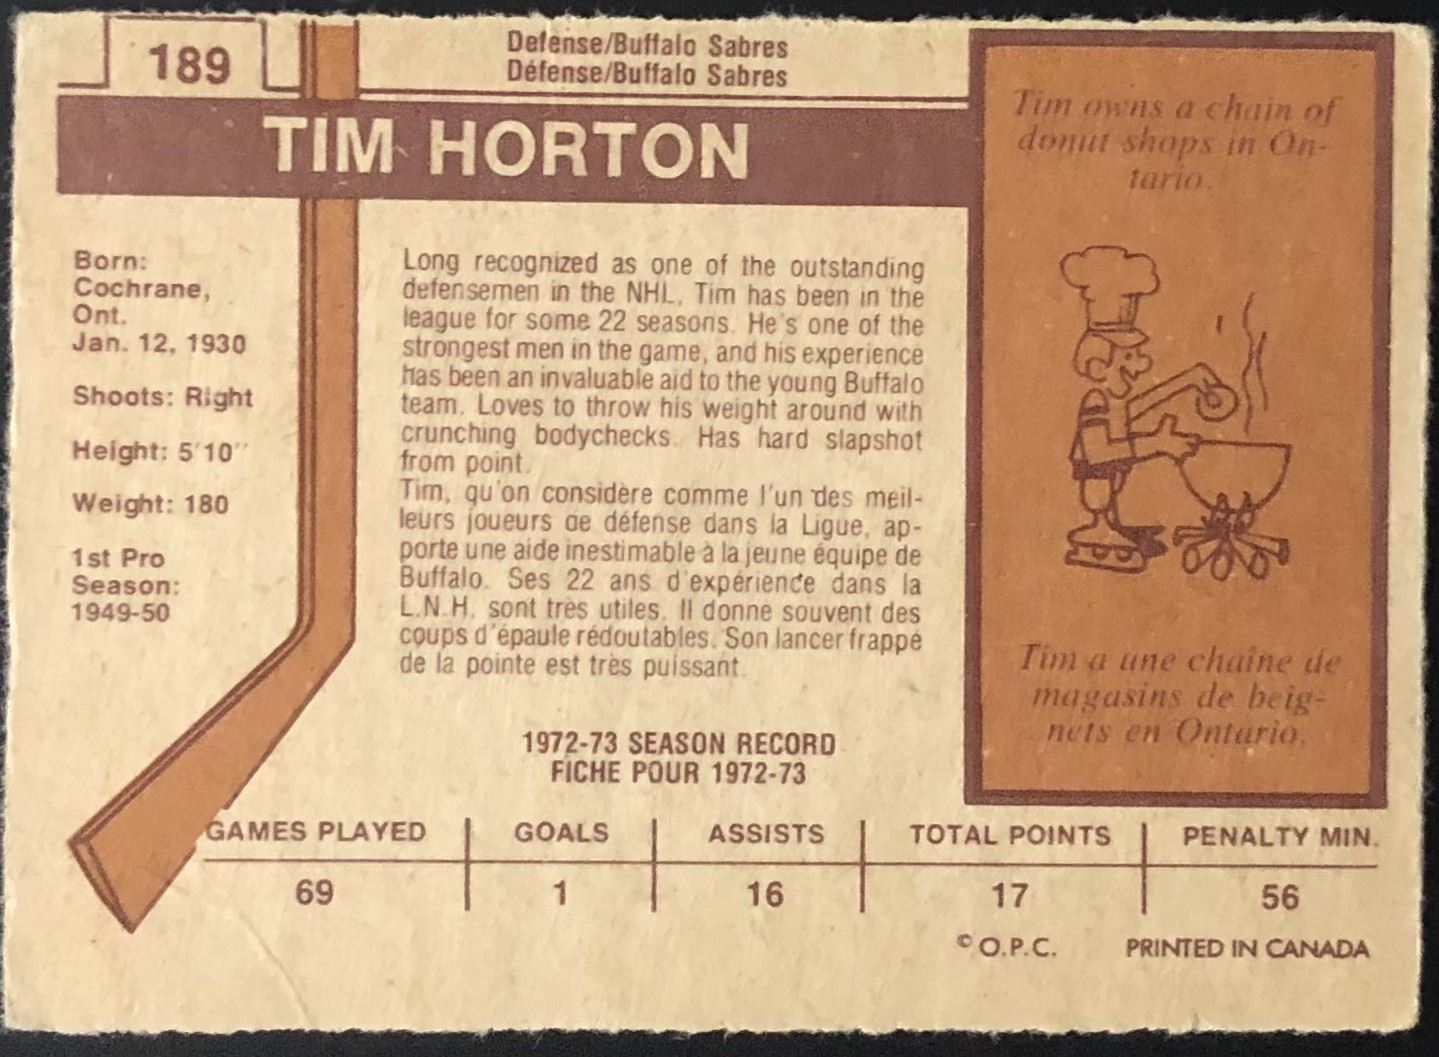 189
Defense/Buffalo Sabres
Défense/Buffalo Sabres
TIM HORTON
Born:
Cochrane,
Ont.
Jan. 12, 1930
Shoots: Right
Height: 5'10''
Weight: 180
1st Pro
Season:
1949-50
Long recognized as one of the outstanding
defensemen in the NHL, Tim has been in the
league for some 22 seasons. He's one of the
strongest men in the game, and his experience
has been an invaluable aid to the young Buffalo
team. Loves to throw his weight around with
crunching bodychecks. Has hard slapshot
from point.
Tim, qu'on considère comme l'un des meil-
leurs joueurs de défense dans la Ligue, ap-
porte une aide inestimable à la jeune équipe de
Buffalo. Ses 22 ans d'expérience dans la
L.N.H. sont très utiles. Il donne souvent des
coups d'épaule rédoutables. Son lancer frappé
de la pointe est très puissant.
Tim owns a chain of
donut shops in On-
tario.
Tim a une chaîne de
magasins de beig-
nets en Ontario.
1972-73 SEASON RECORD
FICHE POUR 1972-73
GAMES PLAYED GOALS ASSISTS TOTAL POINTS PENALTY MIN.
69 1 16 17 56
© O.P.C. PRINTED IN CANADA